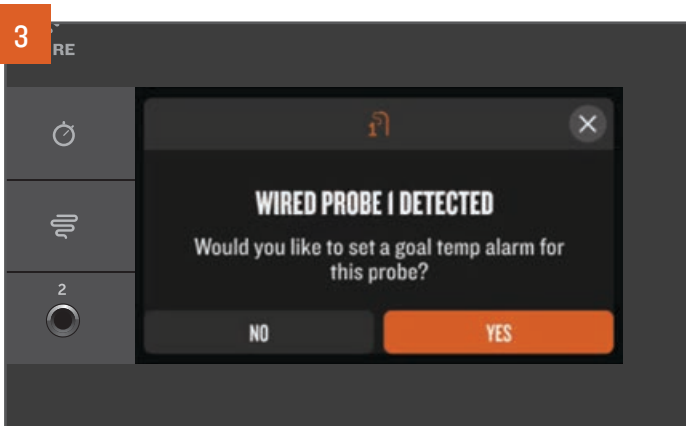 3
RE
1
WIRED PROBE 1 DETECTED
Would you like to set a goal temp alarm for
this probe?
2
NO
YES